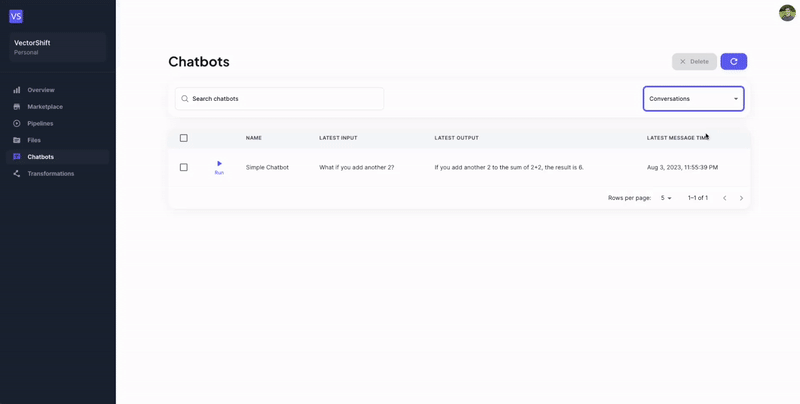 VS
VectorShift
Personal
Overview
Marketplace
Pipelines
Files
Chatbots
Transformations
Chatbots
Delete
Search chatbots
Conversations
NAME LATEST INPUT LATEST OUTPUT LATEST MESSAGE TIME
Run Simple Chatbot What if you add another 2? If you add another 2 to the sum of 2+2, the result is 6. Aug 3, 2023, 11:55:39 PM
Rows per page: 5 1–1 of 1